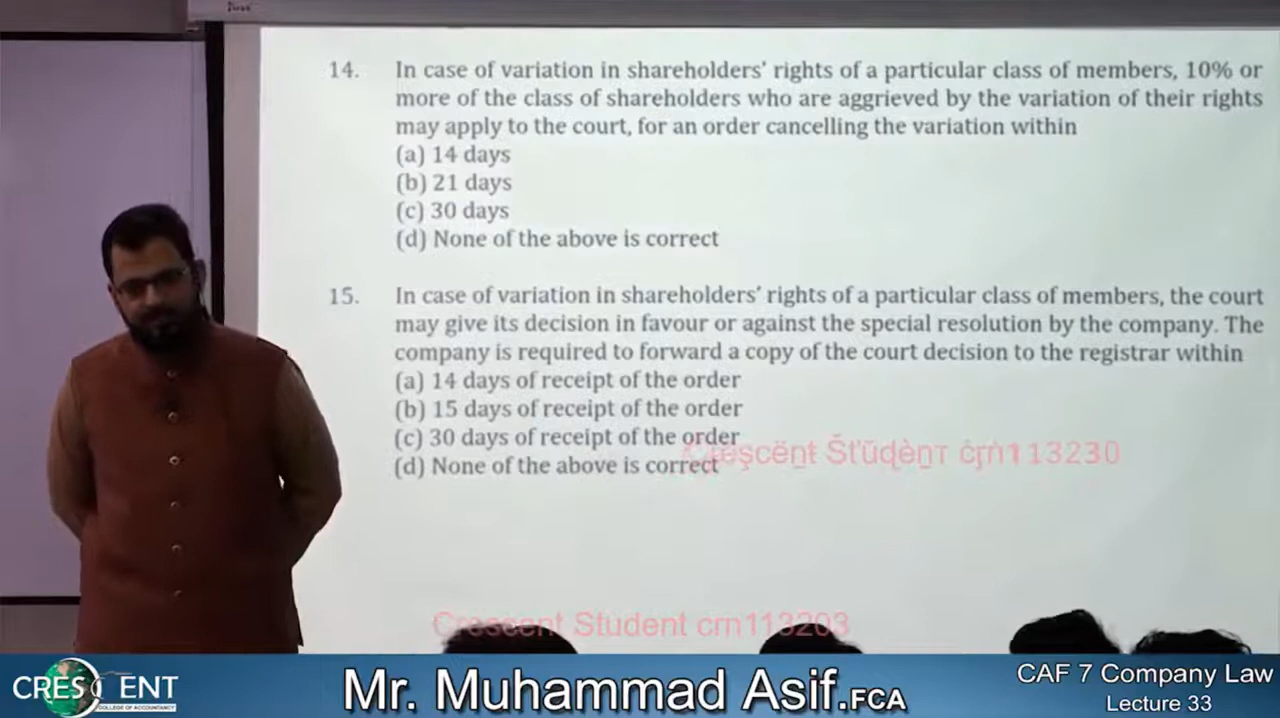 14. In case of variation in shareholders' rights of a particular class of members, 10% or
more of the class of shareholders who are aggrieved by the variation of their rights
may apply to the court, for an order cancelling the variation within
(a) 14 days
(b) 21 days
(c) 30 days
(d) None of the above is correct
15. In case of variation in shareholders' rights of a particular class of members, the court
may give its decision in favour or against the special resolution by the company. The
company is required to forward a copy of the court decision to the registrar within
(a) 14 days of receipt of the order
(b) 15 days of receipt of the order
(c) 30 days of receipt of the order
(d) None of the above is correct
Crescent Student crn113203
CRESCENT
COLLEGE OF ACCOUNTANCY
Mr. Muhammad Asif.FCA
CAF 7 Company Law
Lecture 33